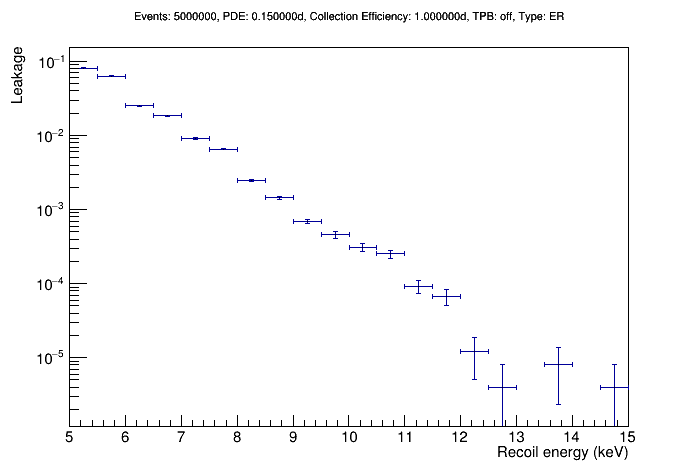 Events: 5000000, PDE: 0.150000d, Collection Efficiency: 1.000000d, TPB: off, Type: ER
Leakage
10−1
10−2
10−3
10−4
10−5
5 6 7 8 9 10 11 12 13 14 15
Recoil energy (keV)